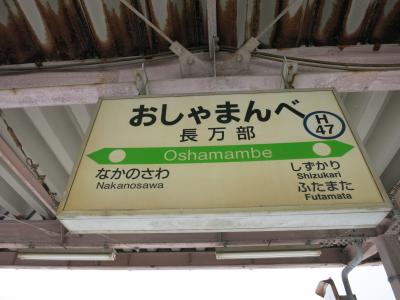 おしゃまんべ
長万部
H
47
Oshamambe
なかのさわ
Nakanosawa
しずかり
Shizukari
ふたまた
Futamata